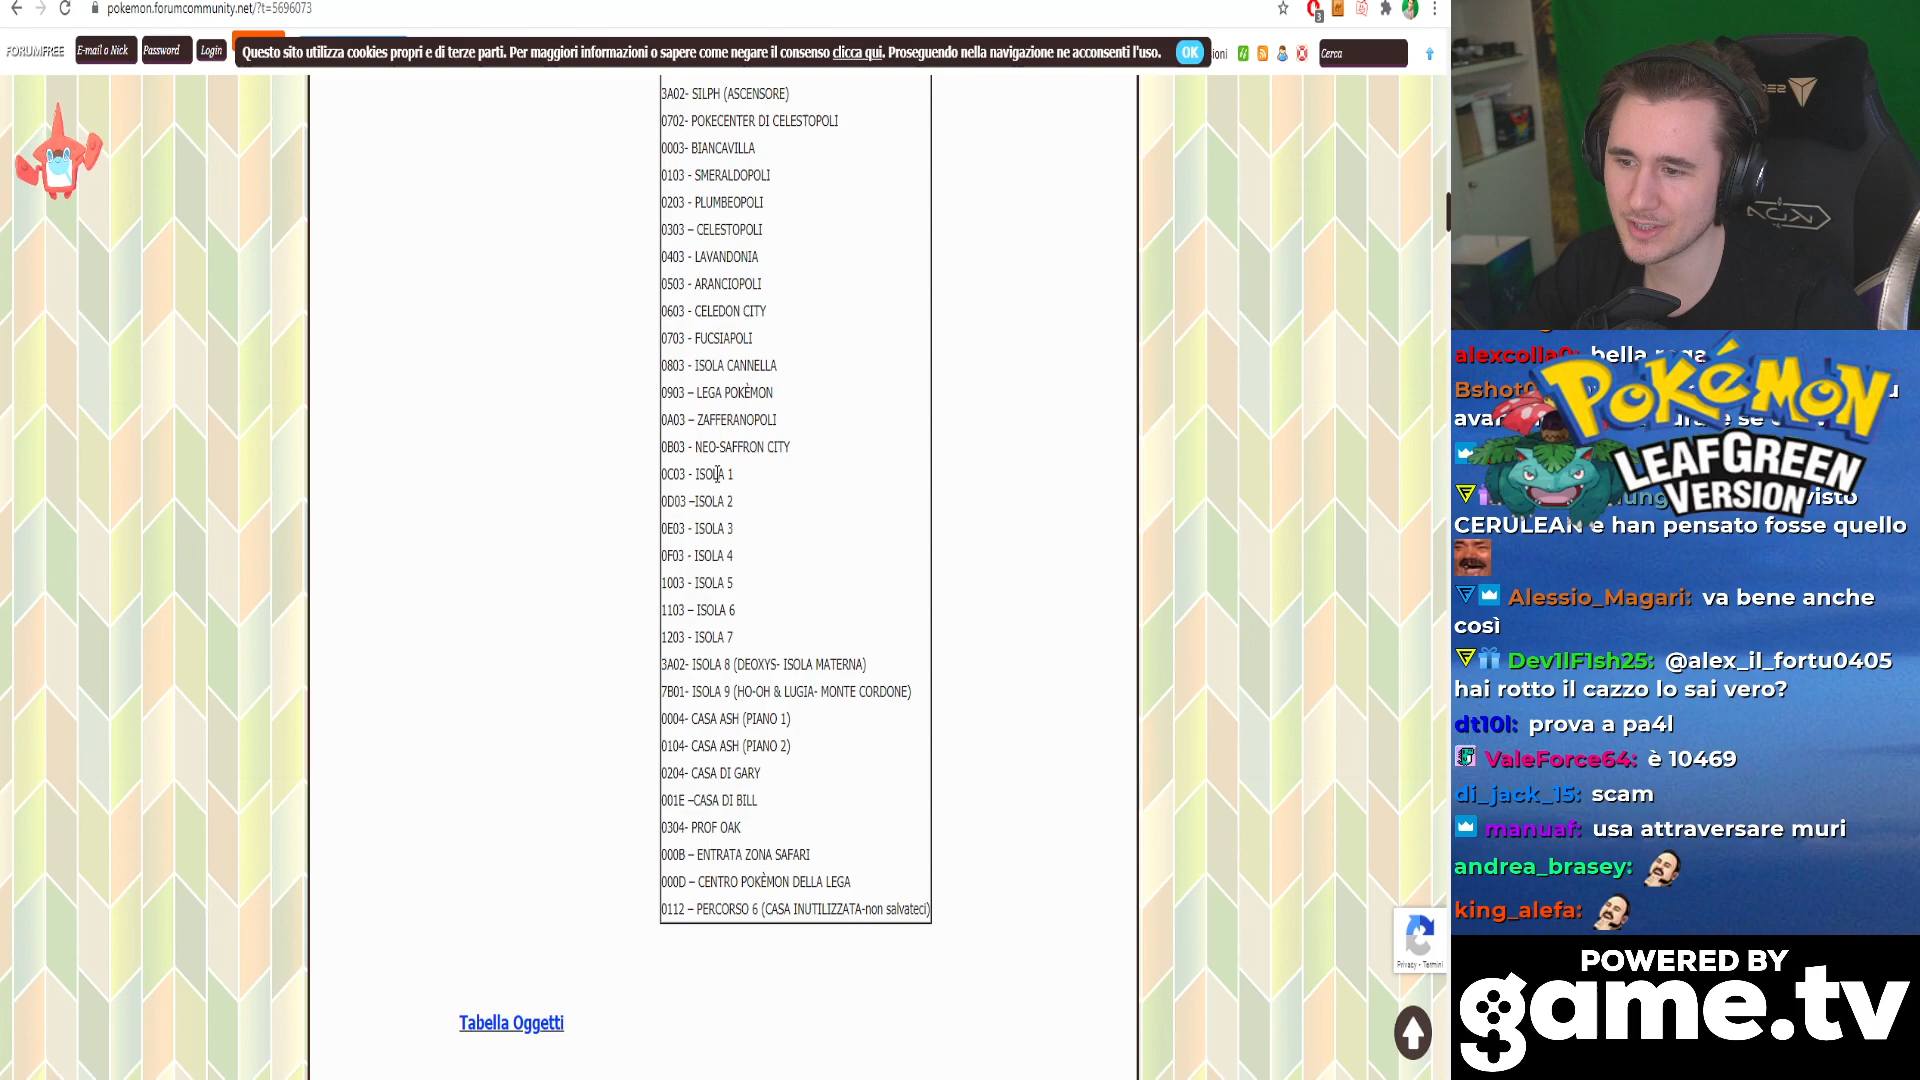 pokemon.forumcommunity.net/?t=5696073
3
FORUMFREE
E-mail o Nick
Password
Login
Questo sito utilizza cookies propri e di terze parti. Per maggiori informazioni o sapere come negare il consenso clicca qui. Proseguendo nella navigazione ne acconsenti l'uso.
OK
ioni
Cerca
3A02- SILPH (ASCENSORE)
0702- POKECENTER DI CELESTOPOLI
0003- BIANCAVILLA
0103 - SMERALDOPOLI
0203 - PLUMBEOPOLI
0303 – CELESTOPOLI
0403 - LAVANDONIA
0503 - ARANCIOPOLI
0603 - CELEDON CITY
0703 - FUCSIAPOLI
0803 - ISOLA CANNELLA
0903 – LEGA POKÈMON
0A03 – ZAFFERANOPOLI
0B03 - NEO-SAFFRON CITY
0C03 - ISOLA 1
0D03 –ISOLA 2
0E03 - ISOLA 3
0F03 - ISOLA 4
1003 - ISOLA 5
1103 – ISOLA 6
1203 - ISOLA 7
3A02- ISOLA 8 (DEOXYS- ISOLA MATERNA)
7B01- ISOLA 9 (HO-OH & LUGIA- MONTE CORDONE)
0004- CASA ASH (PIANO 1)
0104- CASA ASH (PIANO 2)
0204- CASA DI GARY
001E –CASA DI BILL
0304- PROF OAK
000B – ENTRATA ZONA SAFARI
000D – CENTRO POKÈMON DELLA LEGA
0112 – PERCORSO 6 (CASA INUTILIZZATA-non salvateci)
Tabella Oggetti
Privacy - Termini
alexcolla0: bella raga
POKéMON
LEAFGREEN
VERSION
visto
CERULEAN e han pensato fosse quello
Alessio_Magari: va bene anche
così
Dev1lF1sh25: @alex_il_fortu0405
hai rotto il cazzo lo sai vero?
dt10l: prova a pa4l
ValeForce64: è 10469
di_jack_15: scam
manuaf: usa attraversare muri
andrea_brasey:
king_alefa:
POWERED BY
game.tv